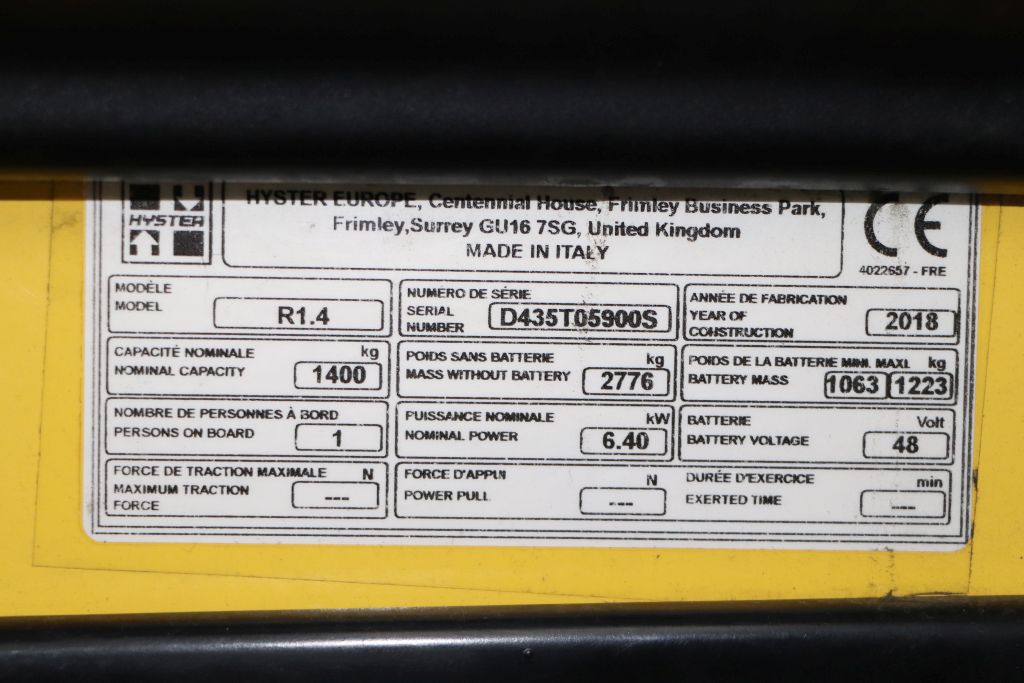 HYSTER
HYSTER EUROPE, Centennial House, Frimley Business Park,
Frimley,Surrey GU16 7SG, United Kingdom
MADE IN ITALY
CE
4022657 - FRE
MODÈLE
MODEL
R1.4
NUMERO DE SÉRIE
SERIAL
NUMBER
D435T05900S
ANNÉE DE FABRICATION
YEAR OF
CONSTRUCTION
2018
CAPACITÉ NOMINALE kg
NOMINAL CAPACITY 1400
POIDS SANS BATTERIE kg
MASS WITHOUT BATTERY 2776
POIDS DE LA BATTERIE MINI. MAXI. kg
BATTERY MASS 1063 1223
NOMBRE DE PERSONNES À BORD
PERSONS ON BOARD 1
PUISSANCE NOMINALE kW
NOMINAL POWER 6.40
BATTERIE Volt
BATTERY VOLTAGE 48
FORCE DE TRACTION MAXIMALE N
MAXIMUM TRACTION ---
FORCE
FORCE D'APPUI N
POWER PULL ---
DURÉE D'EXERCICE min
EXERTED TIME ---